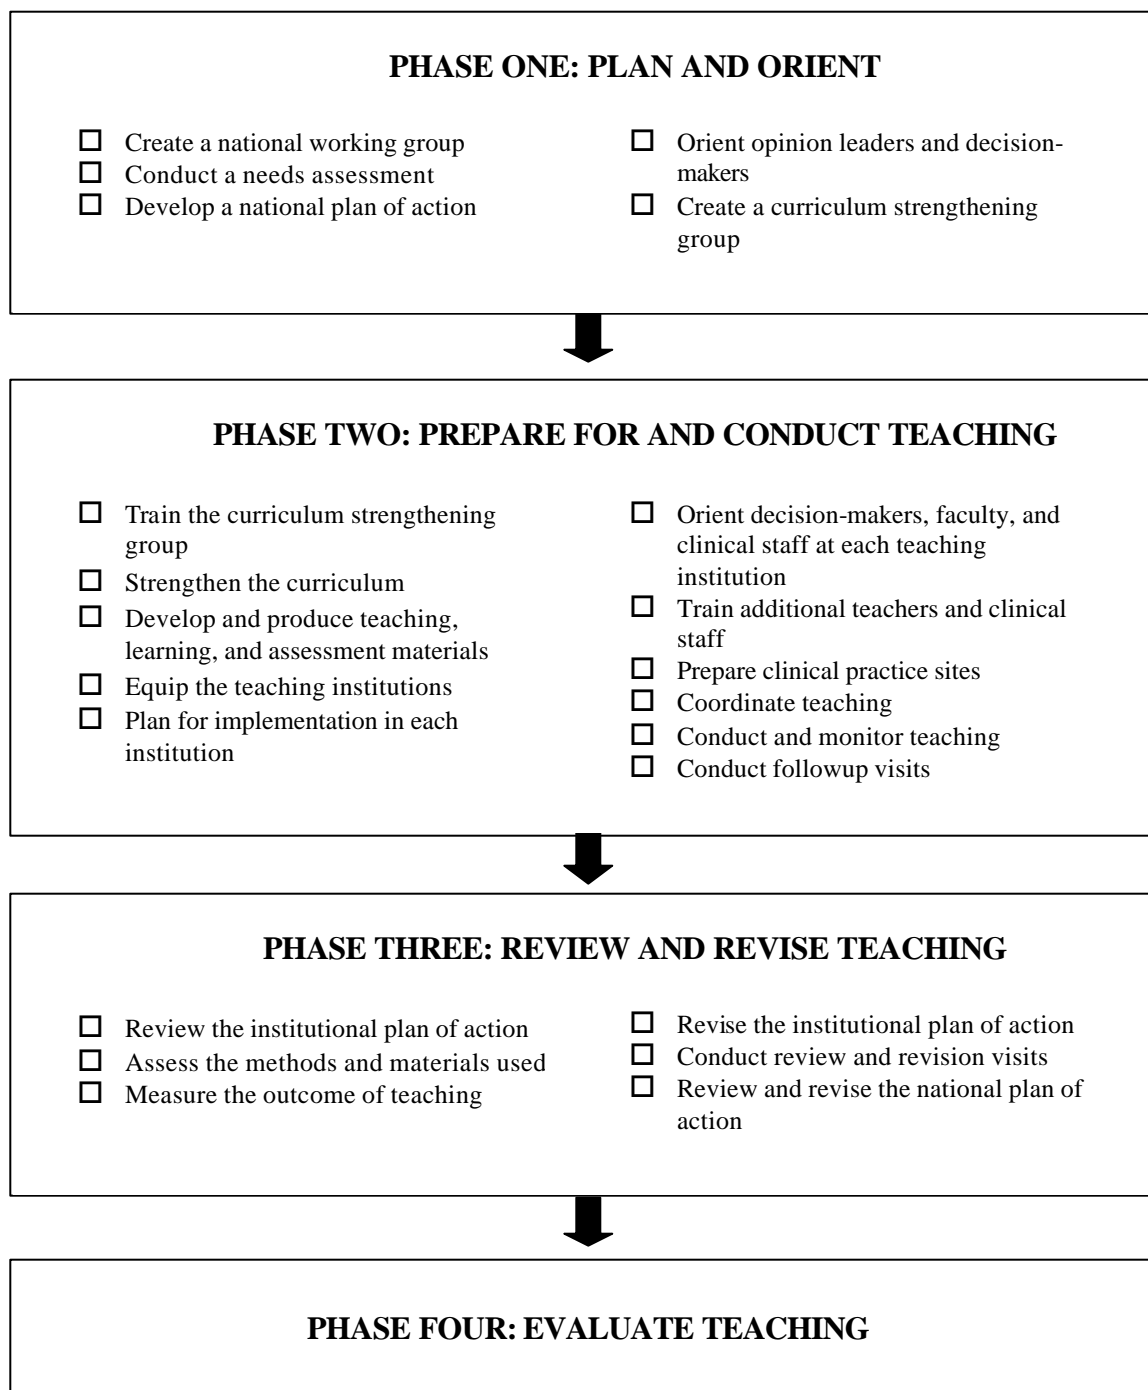 PHASE ONE: PLAN AND ORIENT
Create a national working group
Conduct a needs assessment
Develop a national plan of action
Orient opinion leaders and decision-
makers
Create a curriculum strengthening
group
PHASE TWO: PREPARE FOR AND CONDUCT TEACHING
Train the curriculum strengthening
group
Strengthen the curriculum
Develop and produce teaching,
learning, and assessment materials
Equip the teaching institutions
Plan for implementation in each
institution
Orient decision-makers, faculty, and
clinical staff at each teaching
institution
Train additional teachers and clinical
staff
Prepare clinical practice sites
Coordinate teaching
Conduct and monitor teaching
Conduct followup visits
PHASE THREE: REVIEW AND REVISE TEACHING
Review the institutional plan of action
Assess the methods and materials used
Measure the outcome of teaching
Revise the institutional plan of action
Conduct review and revision visits
Review and revise the national plan of
action
PHASE FOUR: EVALUATE TEACHING